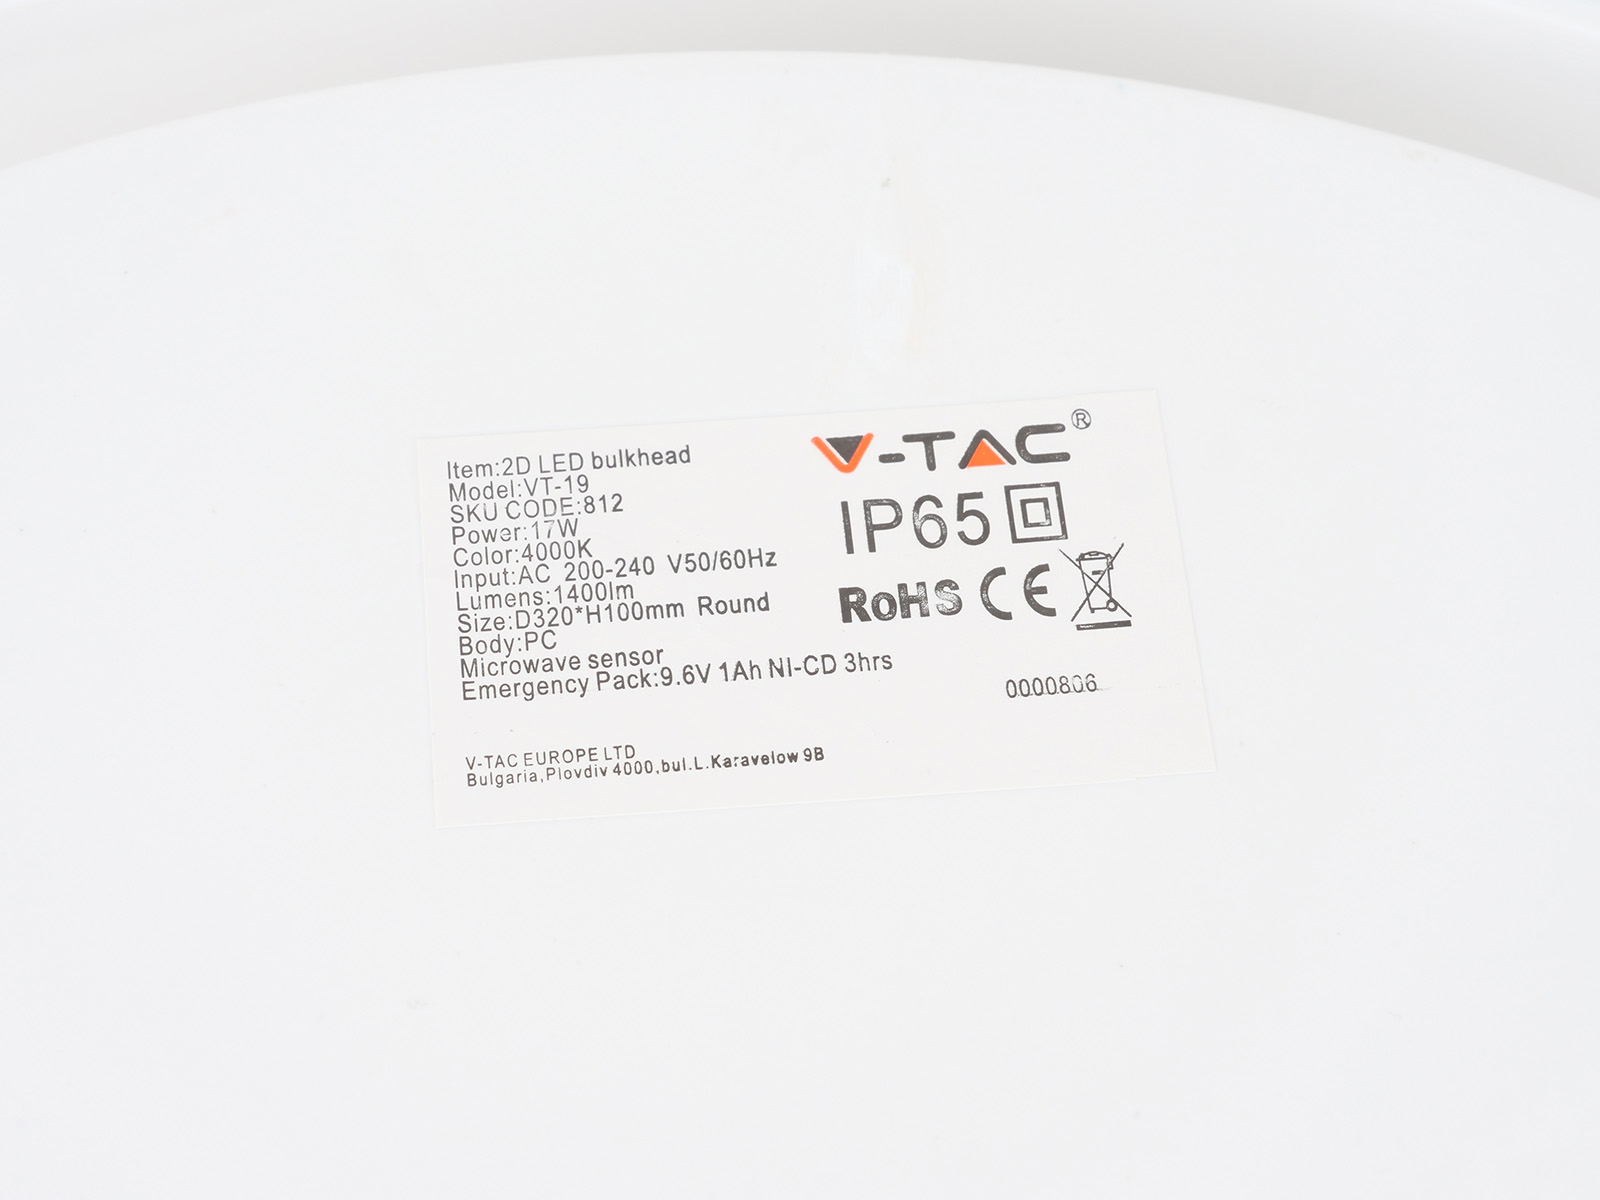 Item:2D LED bulkhead
Model:VT-19
SKU CODE:812
Power:17W
Color:4000K
Input:AC 200-240 V50/60Hz
Lumens:1400lm
Size:D320*H100mm Round
Body:PC
Microwave sensor
Emergency Pack:9.6V 1Ah NI-CD 3hrs
V-TAC®
IP65
RoHS CE
0000806
V-TAC EUROPE LTD
Bulgaria,Plovdiv 4000,bul.L.Karavelow 9B